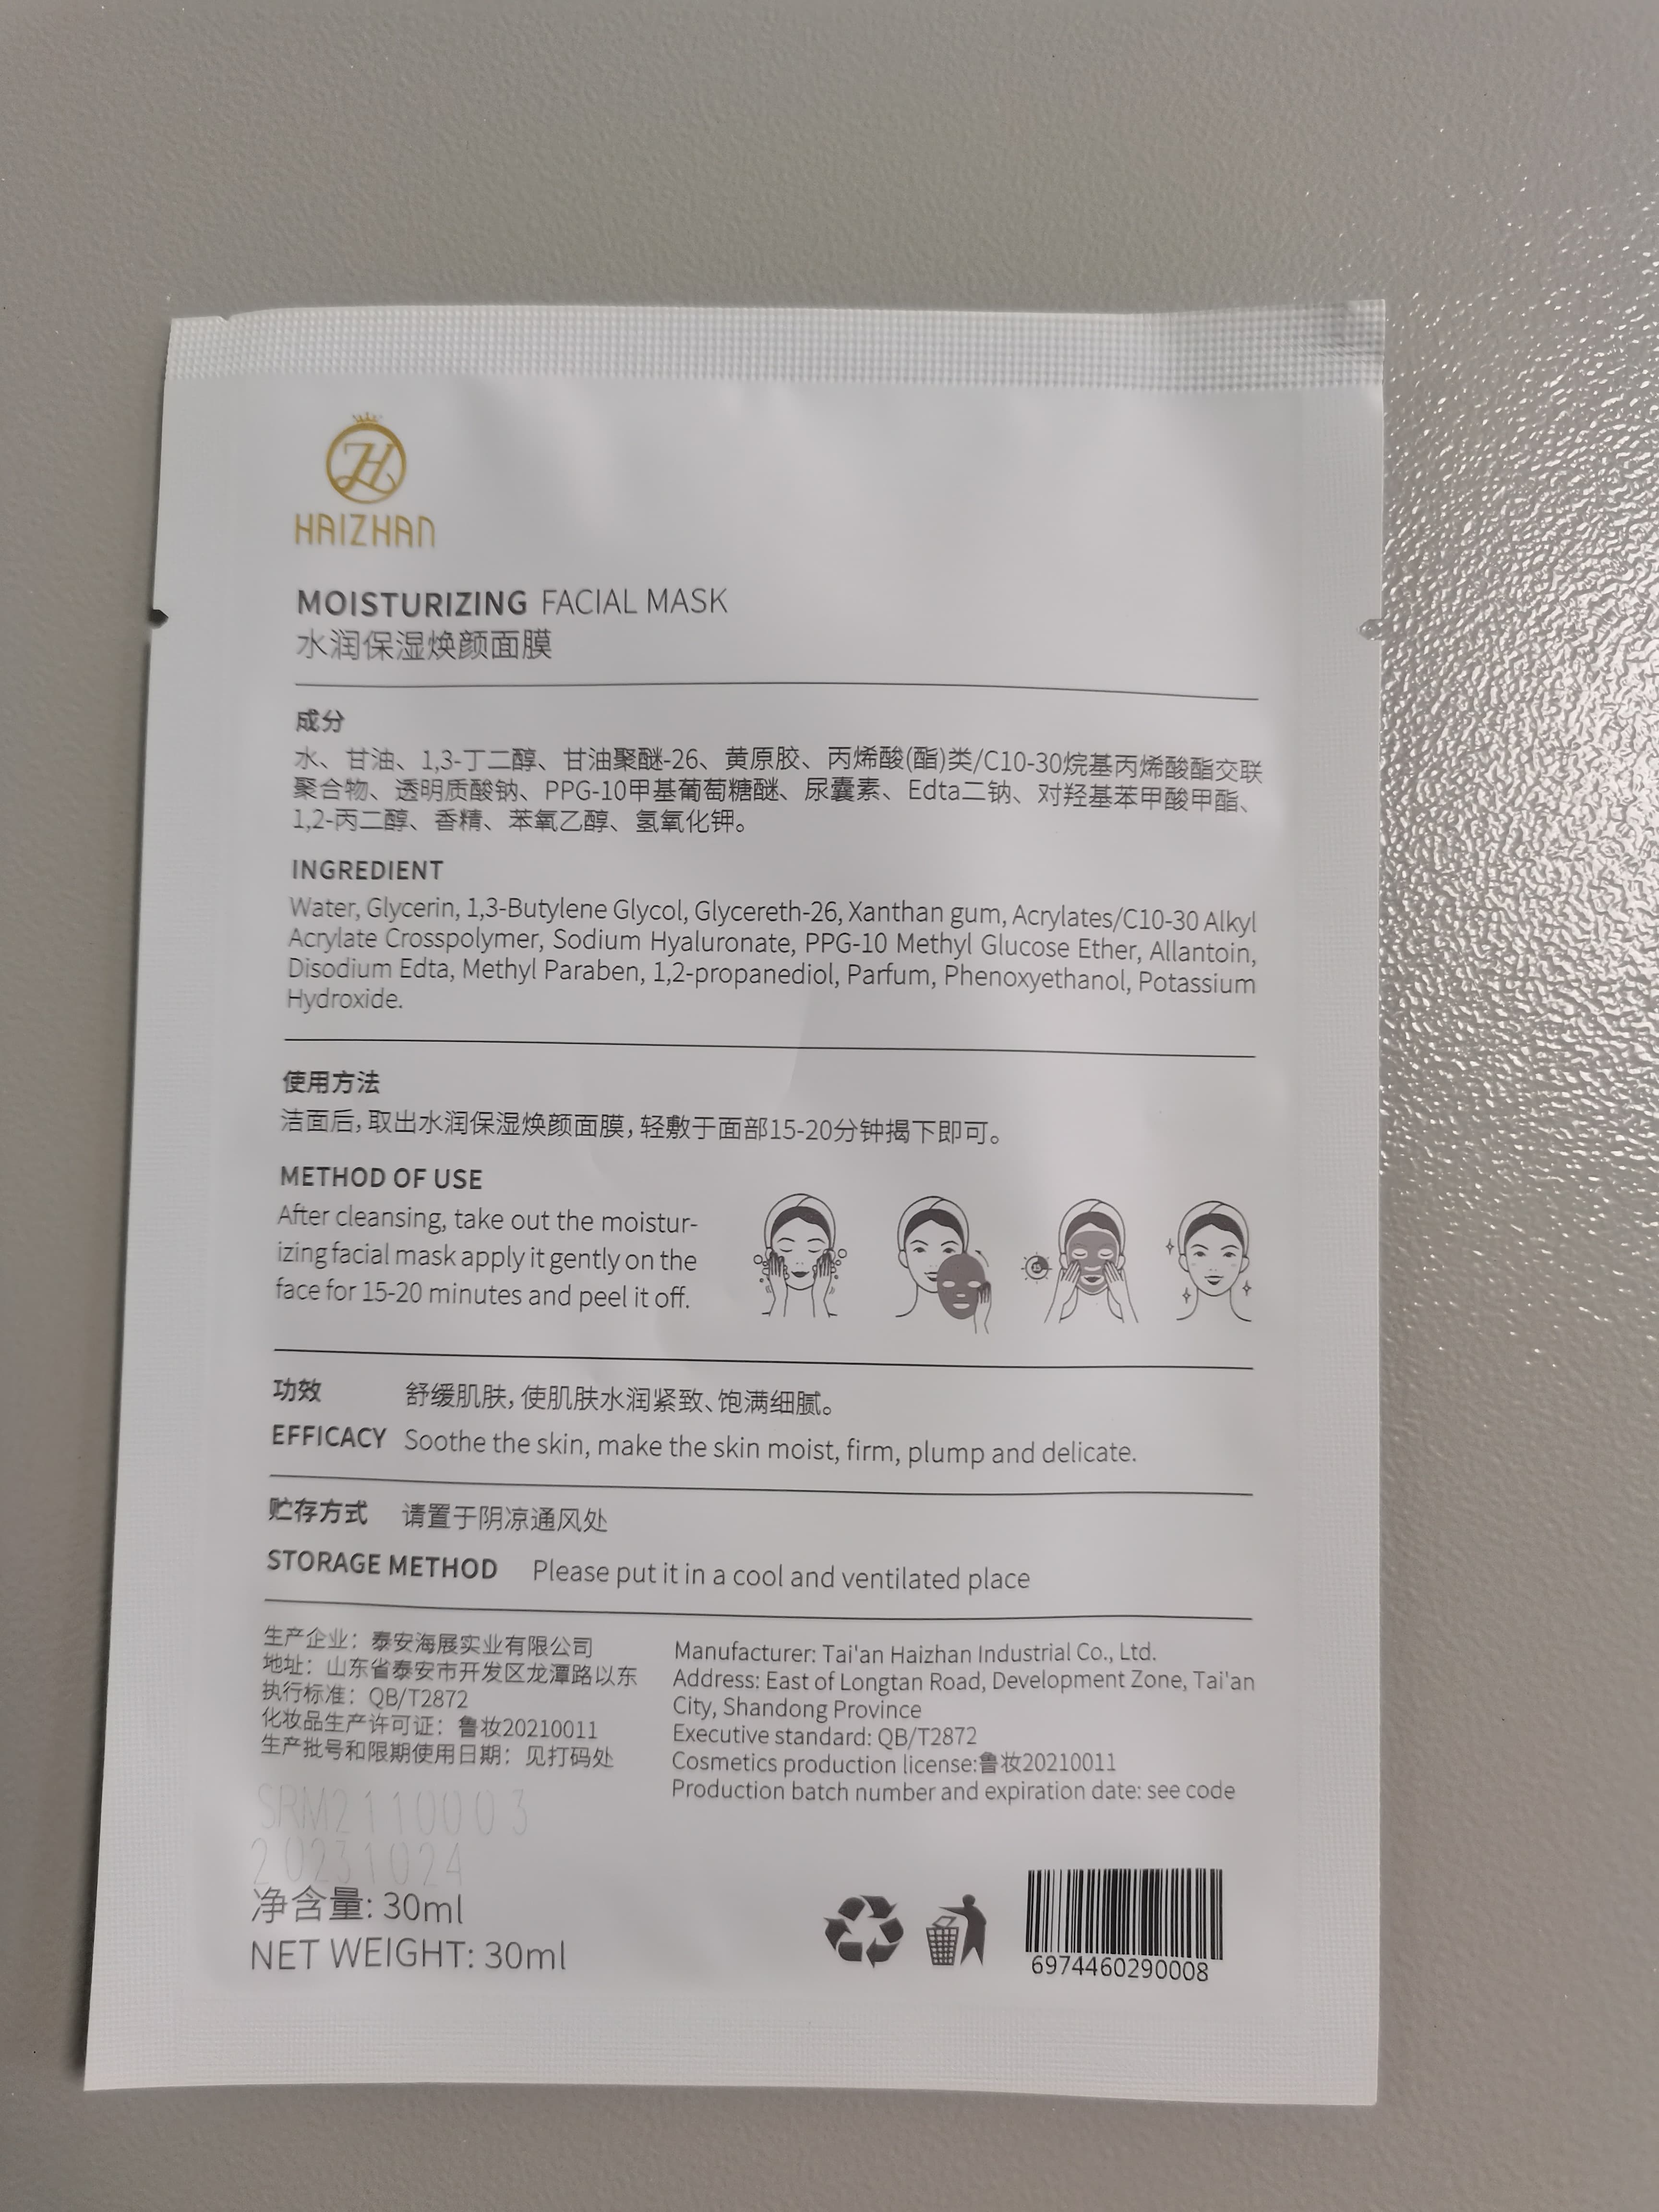 HAIZHAN
MOISTURIZING FACIAL MASK
水润保湿焕颜面膜
成分
水、甘油、1,3-丁二醇、甘油聚醚-26、黄原胶、丙烯酸(酯)类/C10-30烷基丙烯酸酯交联
聚合物、透明质酸钠、PPG-10甲基葡萄糖醚、尿囊素、Edta二钠、对羟基苯甲酸甲酯、
1,2-丙二醇、香精、苯氧乙醇、氢氧化钾。
INGREDIENT
Water, Glycerin, 1,3-Butylene Glycol, Glycereth-26, Xanthan gum, Acrylates/C10-30 Alkyl
Acrylate Crosspolymer, Sodium Hyaluronate, PPG-10 Methyl Glucose Ether, Allantoin,
Disodium Edta, Methyl Paraben, 1,2-propanediol, Parfum, Phenoxyethanol, Potassium
Hydroxide.
使用方法
洁面后,取出水润保湿焕颜面膜,轻敷于面部15-20分钟揭下即可。
METHOD OF USE
After cleansing, take out the moistur-
izing facial mask apply it gently on the
face for 15-20 minutes and peel it off.
功效 舒缓肌肤,使肌肤水润紧致、饱满细腻。
EFFICACY Soothe the skin, make the skin moist, firm, plump and delicate.
贮存方式 请置于阴凉通风处
STORAGE METHOD Please put it in a cool and ventilated place
生产企业：泰安海展实业有限公司
地址：山东省泰安市开发区龙潭路以东
执行标准：QB/T2872
化妆品生产许可证：鲁妆20210011
生产批号和限期使用日期：见打码处
Manufacturer: Tai'an Haizhan Industrial Co., Ltd.
Address: East of Longtan Road, Development Zone, Tai'an
City, Shandong Province
Executive standard: QB/T2872
Cosmetics production license:鲁妆20210011
Production batch number and expiration date: see code
SRM2110003
20231024
净含量: 30ml
NET WEIGHT: 30ml
6974460290008